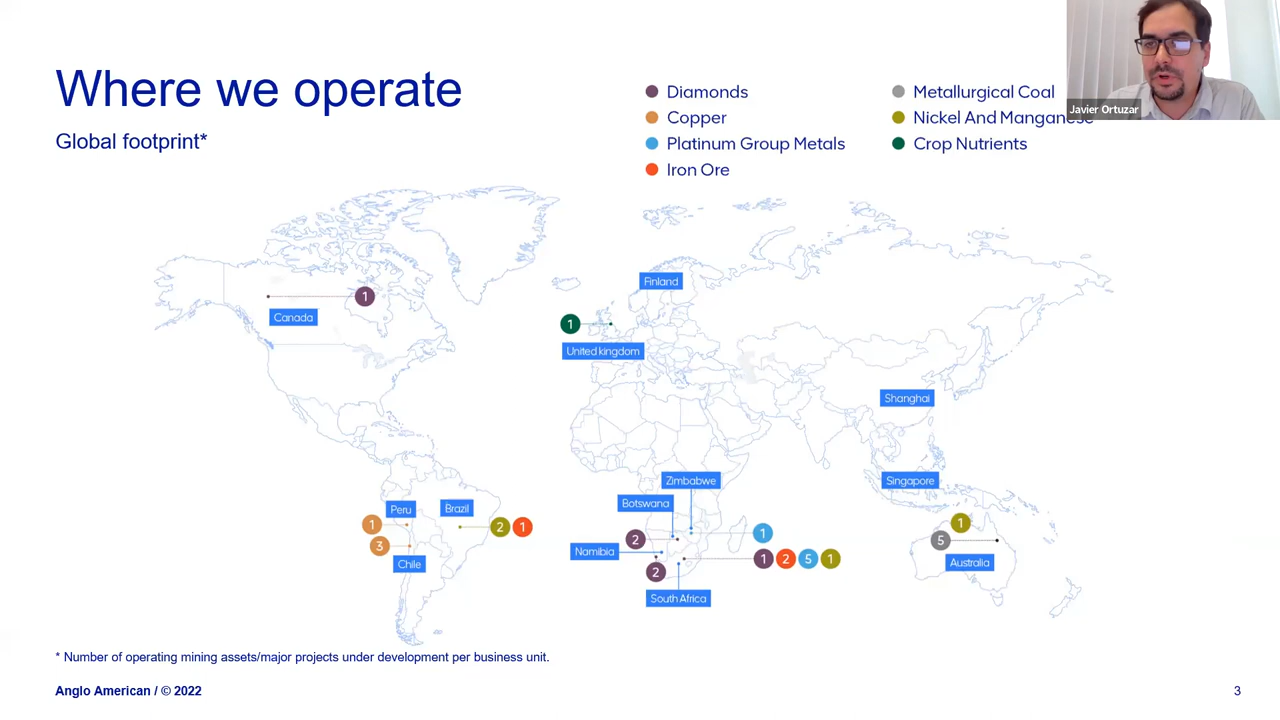 Where we operate
Global footprint*
Diamonds
Copper
Platinum Group Metals
Iron Ore
Metallurgical Coal
Nickel And Manganese
Crop Nutrients
Javier Ortuzar
Finland
1
Canada
1
United kingdom
Shanghai
Zimbabwe
Singapore
Botswana
Peru
Brazil
1
2
1
3
Chile
2
1
Namibia
2
1
2
5
1
South Africa
1
5
Australia
* Number of operating mining assets/major projects under development per business unit.
Anglo American / © 2022
3